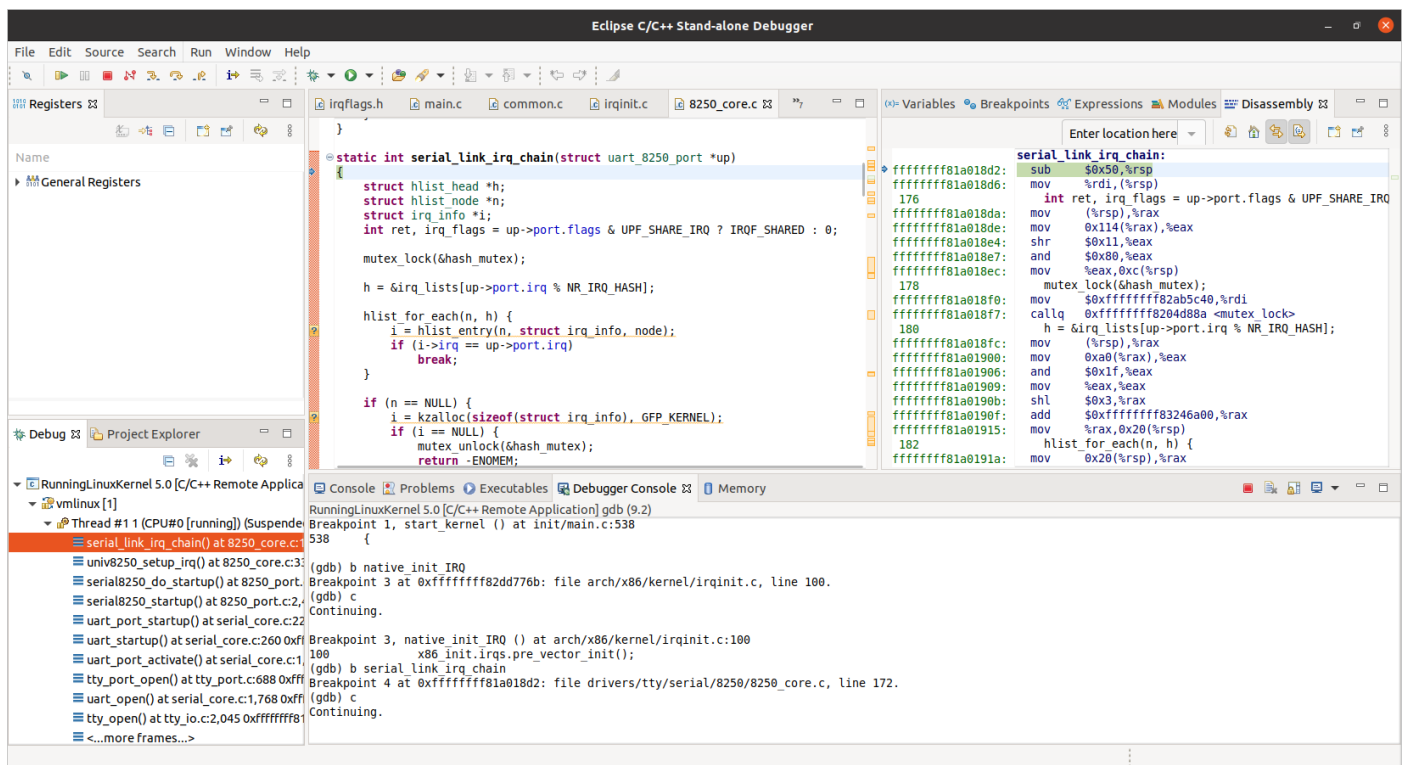 Eclipse C/C++ Stand-alone Debugger
File Edit Source Search Run Window Help
Registers
Name
General Registers
irqflags.h main.c common.c irqinit.c 8250_core.c "7
}
static int serial_link_irq_chain(struct uart_8250_port *up)
{
struct hlist_head *h;
struct hlist_node *n;
struct irq_info *i;
int ret, irq_flags = up->port.flags & UPF_SHARE_IRQ ? IRQF_SHARED : 0;
mutex_lock(&hash_mutex);
h = &irq_lists[up->port.irq % NR_IRQ_HASH];
hlist_for_each(n, h) {
i = hlist_entry(n, struct irq_info, node);
if (i->irq == up->port.irq)
break;
}
if (n == NULL) {
i = kzalloc(sizeof(struct irq_info), GFP_KERNEL);
if (i == NULL) {
mutex_unlock(&hash_mutex);
return -ENOMEM;
(x)= Variables Breakpoints Expressions Modules Disassembly
Enter location here
serial_link_irq_chain:
ffffffff81a018d2: sub $0x50,%rsp
ffffffff81a018d6: mov %rdi,(%rsp)
176 int ret, irq_flags = up->port.flags & UPF_SHARE_IRQ
ffffffff81a018da: mov (%rsp),%rax
ffffffff81a018de: mov 0x114(%rax),%eax
ffffffff81a018e4: shr $0x11,%eax
ffffffff81a018e7: and $0x80,%eax
ffffffff81a018ec: mov %eax,0xc(%rsp)
178 mutex_lock(&hash_mutex);
ffffffff81a018f0: mov $0xffffffff82ab5c40,%rdi
ffffffff81a018f7: callq 0xffffffff8204d88a <mutex_lock>
180 h = &irq_lists[up->port.irq % NR_IRQ_HASH];
ffffffff81a018fc: mov (%rsp),%rax
ffffffff81a01900: mov 0xa0(%rax),%eax
ffffffff81a01906: and $0x1f,%eax
ffffffff81a01909: mov %eax,%eax
ffffffff81a0190b: shl $0x3,%rax
ffffffff81a0190f: add $0xffffffff83246a00,%rax
ffffffff81a01915: mov %rax,0x20(%rsp)
182 hlist_for_each(n, h) {
ffffffff81a0191a: mov 0x20(%rsp),%rax
Debug Project Explorer
RunningLinuxKernel 5.0 [C/C++ Remote Applica
vmlinux [1]
Thread #1 1 (CPU#0 [running]) (Suspende
serial_link_irq_chain() at 8250_core.c:1
univ8250_setup_irq() at 8250_core.c:33
serial8250_do_startup() at 8250_port.
serial8250_startup() at 8250_port.c:2,4
uart_port_startup() at serial_core.c:22
uart_startup() at serial_core.c:260 0xff
uart_port_activate() at serial_core.c:1,
tty_port_open() at tty_port.c:688 0xfff
uart_open() at serial_core.c:1,768 0xff
tty_open() at tty_io.c:2,045 0xffffffff81
<...more frames...>
Console Problems Executables Debugger Console Memory
RunningLinuxKernel 5.0 [C/C++ Remote Application] gdb (9.2)
Breakpoint 1, start_kernel () at init/main.c:538
538 {
(gdb) b native_init_IRQ
Breakpoint 3 at 0xffffffff82dd776b: file arch/x86/kernel/irqinit.c, line 100.
(gdb) c
Continuing.
Breakpoint 3, native_init_IRQ () at arch/x86/kernel/irqinit.c:100
100 x86_init.irqs.pre_vector_init();
(gdb) b serial_link_irq_chain
Breakpoint 4 at 0xffffffff81a018d2: file drivers/tty/serial/8250/8250_core.c, line 172.
(gdb) c
Continuing.